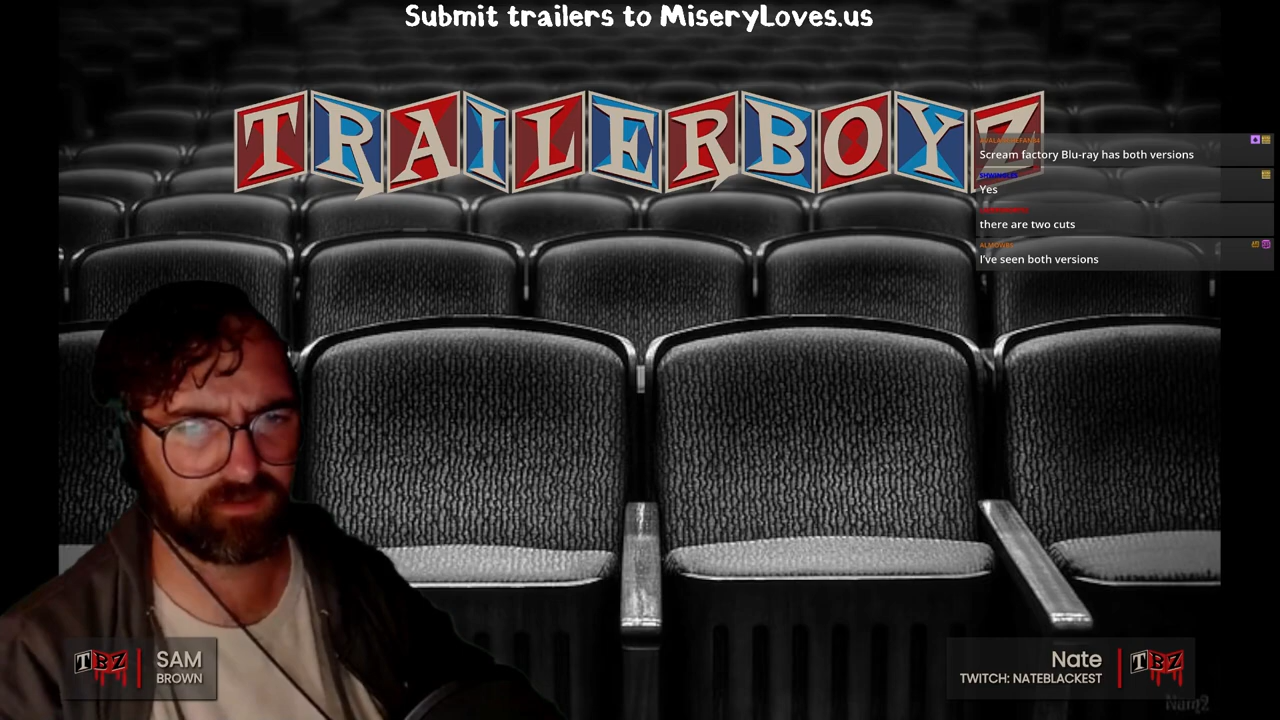 Submit trailers to MiseryLoves.us
TRAILERBOYZ
Scream factory Blu-ray has both versions
SHWINGLES
Yes
there are two cuts
I've seen both versions
TBZ
SAM
BROWN
Nate
TWITCH: NATEBLACKEST
TBZ